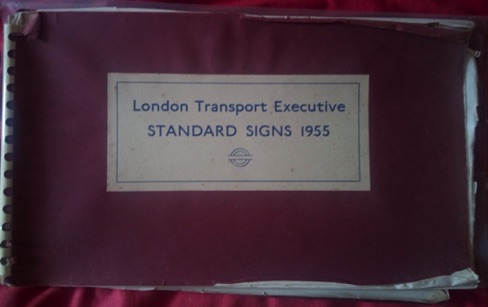 London Transport Executive
STANDARD SIGNS 1955